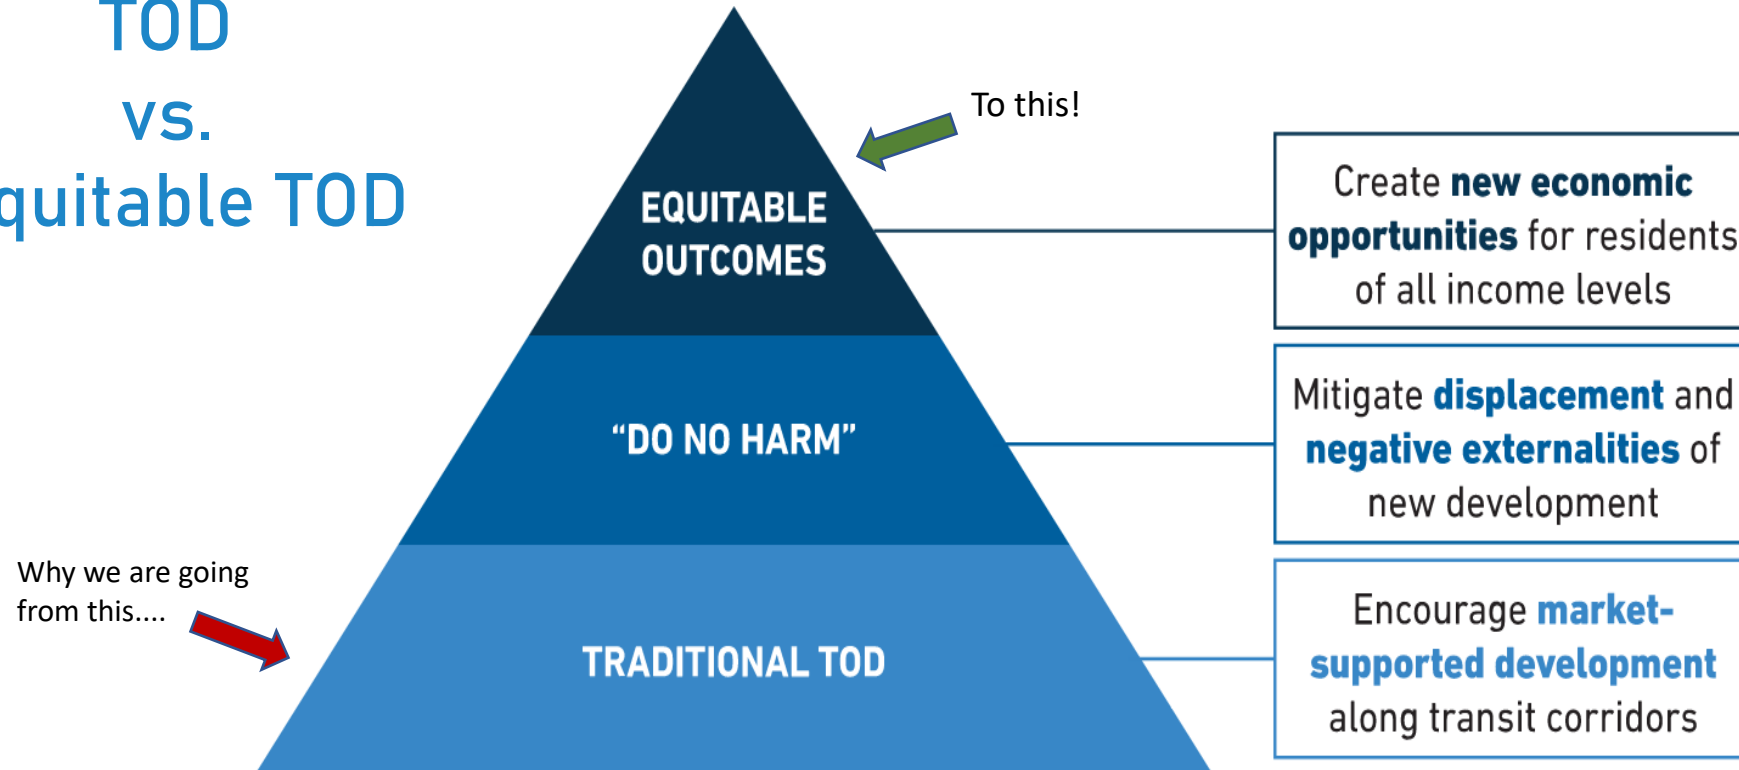 TOD
vs.
quitable TOD
To this!
EQUITABLE
OUTCOMES
Create new economic
opportunities for residents
of all income levels
"DO NO HARM"
Mitigate displacement and
negative externalities of
new development
Why we are going
from this....
TRADITIONAL TOD
Encourage market-
supported development
along transit corridors